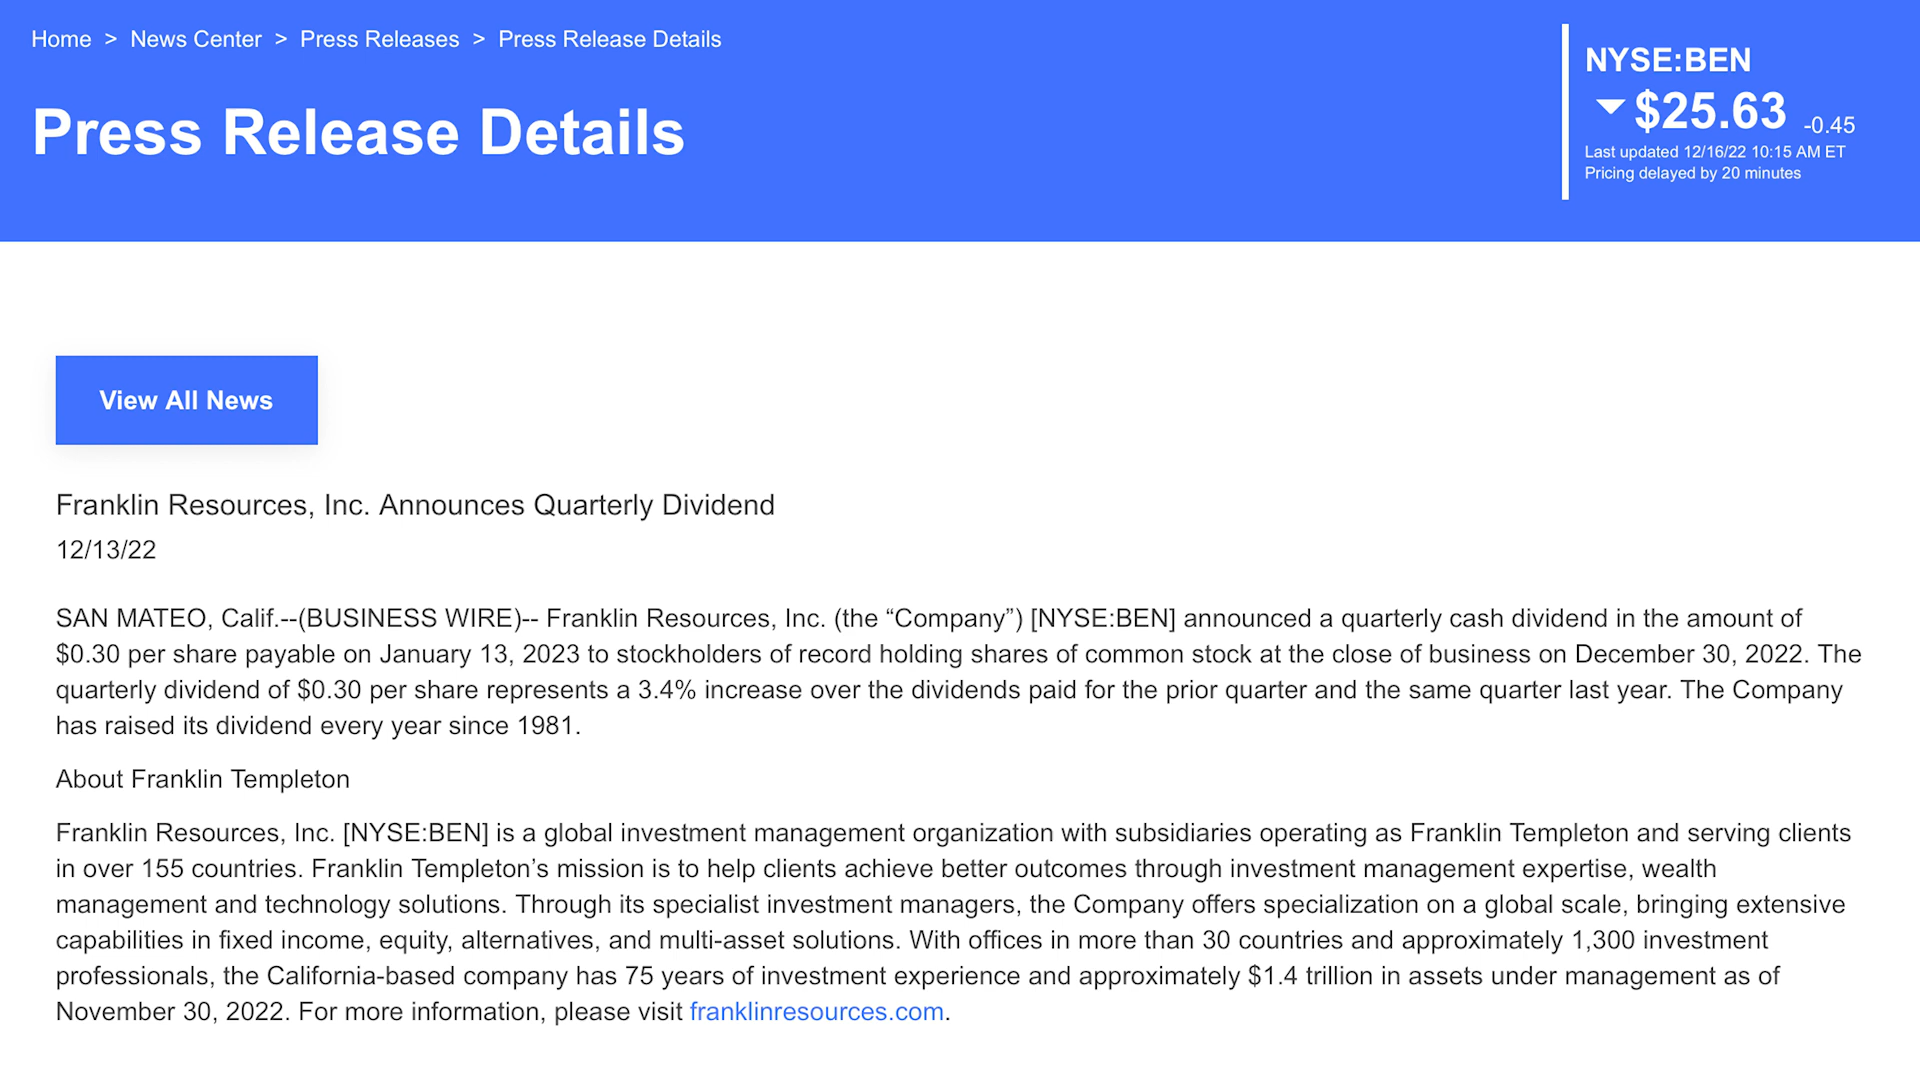 Home > News Center > Press Releases > Press Release Details
Press Release Details
NYSE:BEN
$25.63 -0.45
Last updated 12/16/22 10:15 AM ET
Pricing delayed by 20 minutes
View All News
Franklin Resources, Inc. Announces Quarterly Dividend
12/13/22
SAN MATEO, Calif.--(BUSINESS WIRE)-- Franklin Resources, Inc. (the “Company”) [NYSE:BEN] announced a quarterly cash dividend in the amount of
$0.30 per share payable on January 13, 2023 to stockholders of record holding shares of common stock at the close of business on December 30, 2022. The
quarterly dividend of $0.30 per share represents a 3.4% increase over the dividends paid for the prior quarter and the same quarter last year. The Company
has raised its dividend every year since 1981.
About Franklin Templeton
Franklin Resources, Inc. [NYSE:BEN] is a global investment management organization with subsidiaries operating as Franklin Templeton and serving clients
in over 155 countries. Franklin Templeton’s mission is to help clients achieve better outcomes through investment management expertise, wealth
management and technology solutions. Through its specialist investment managers, the Company offers specialization on a global scale, bringing extensive
capabilities in fixed income, equity, alternatives, and multi-asset solutions. With offices in more than 30 countries and approximately 1,300 investment
professionals, the California-based company has 75 years of investment experience and approximately $1.4 trillion in assets under management as of
November 30, 2022. For more information, please visit franklinresources.com.